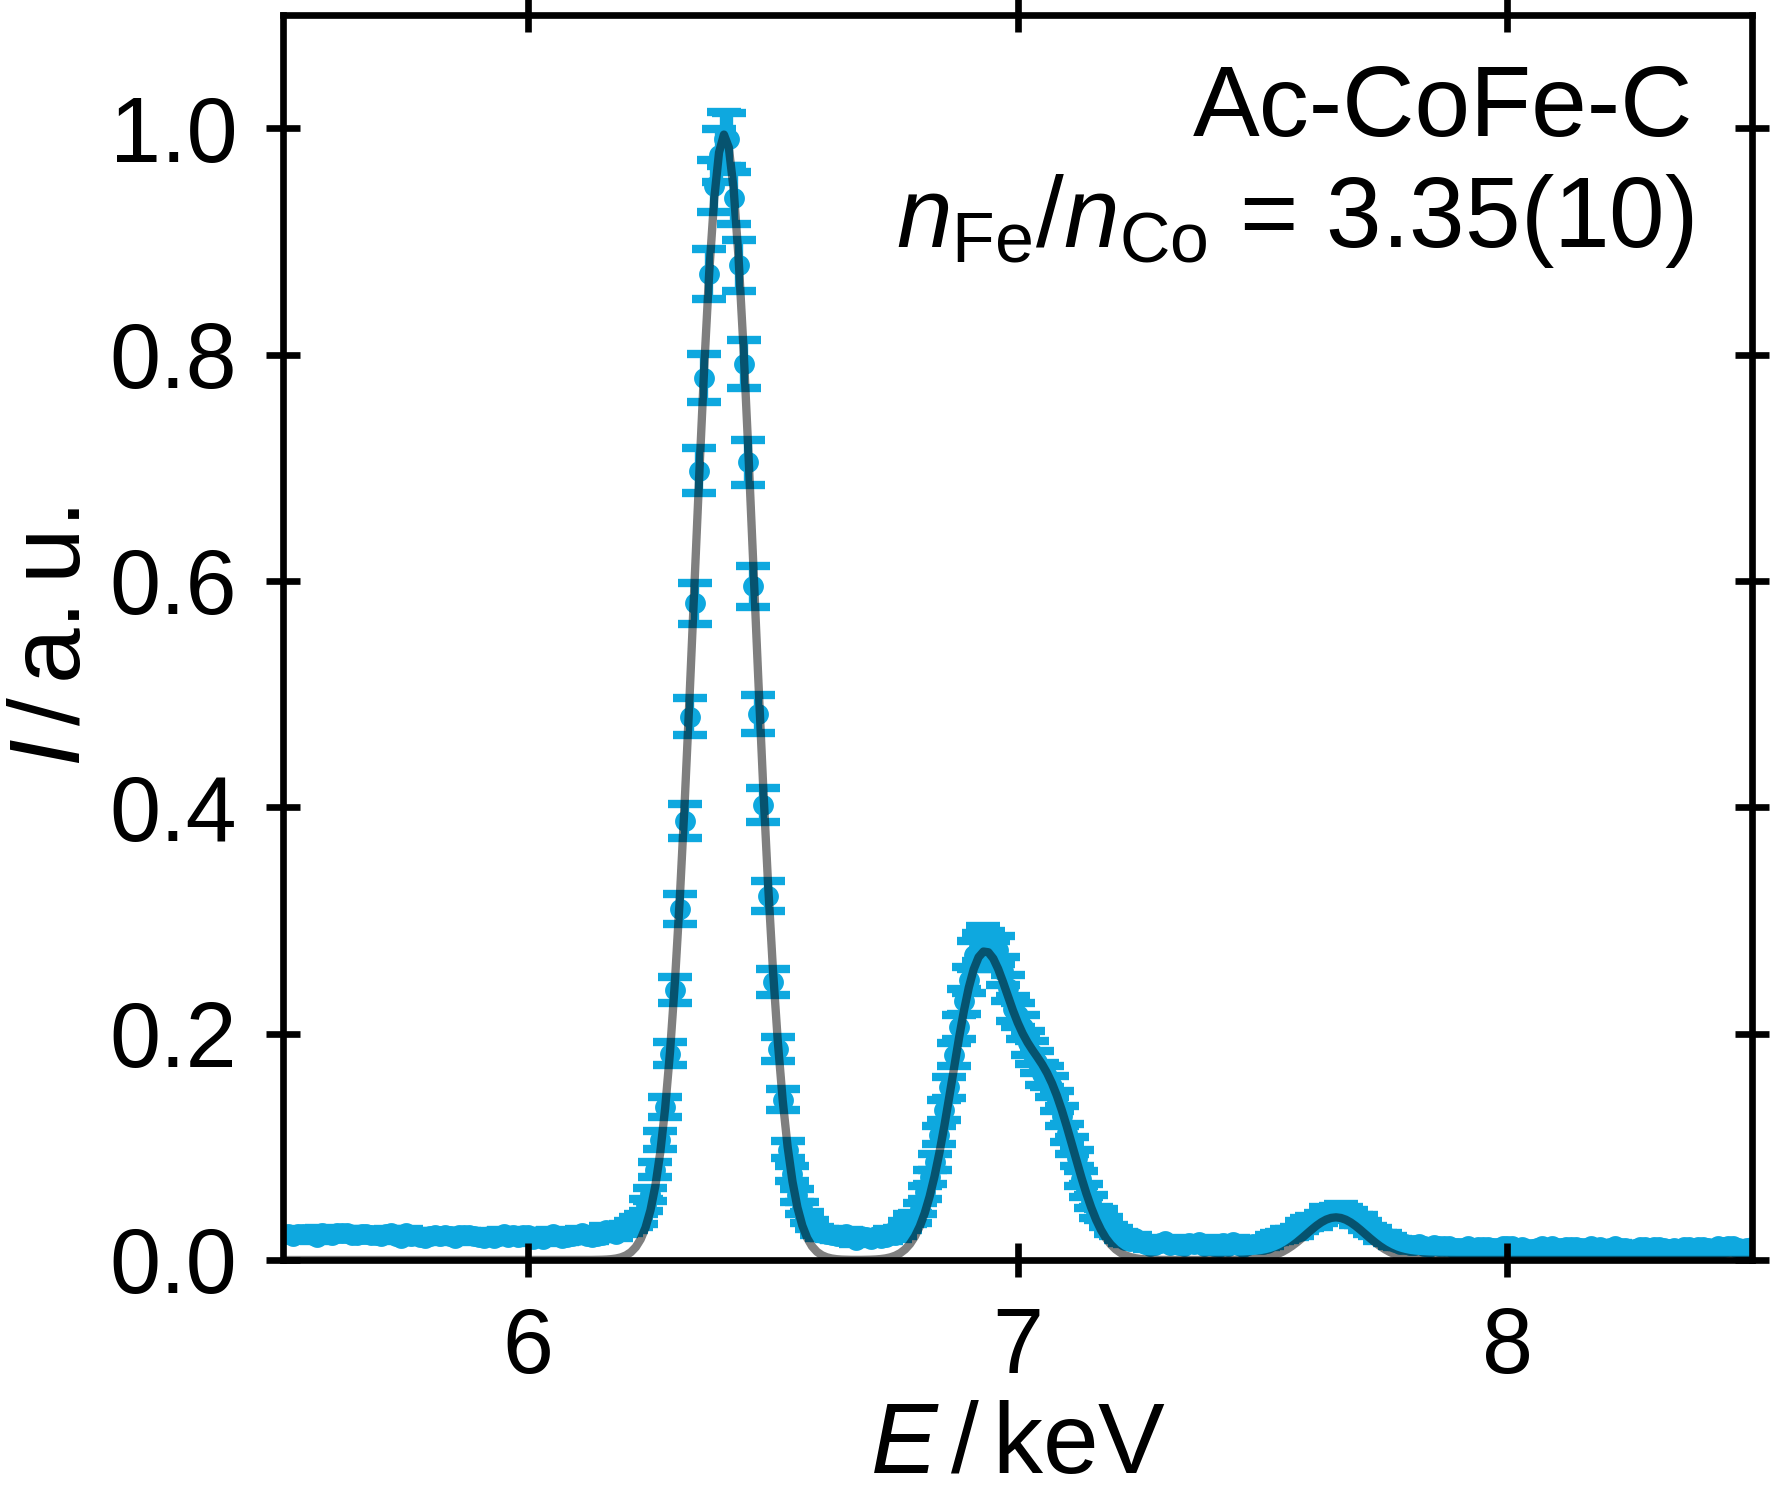 Ac-CoFe-C
nFe/nCo = 3.35(10)
1.0
0.8
0.6
0.4
0.2
0.0
I / a. u.
6 7 8
E / keV